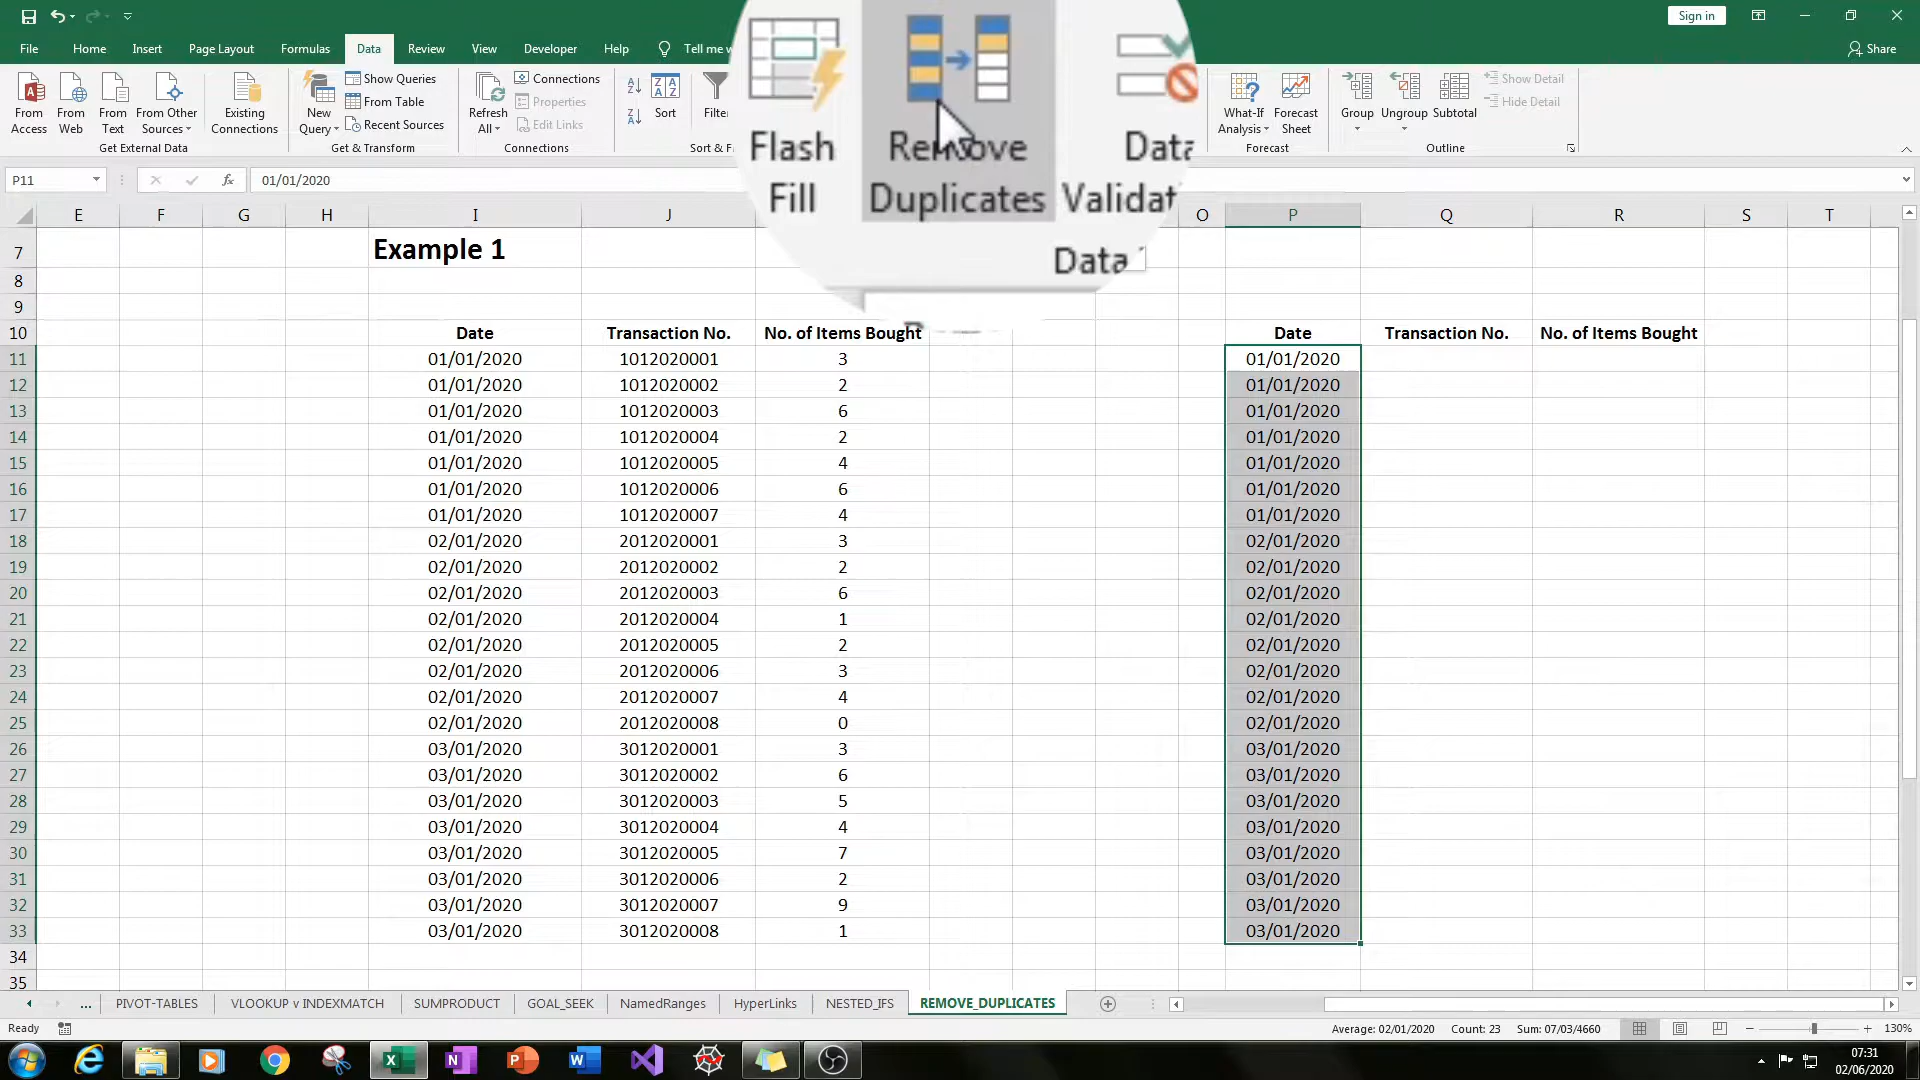 Sign in
File Home Insert Page Layout Formulas Data Review View Developer Help Tell me w Share
From Access
From Web
From Text
From Other Sources
Existing Connections
Get External Data
New Query
Show Queries
From Table
Recent Sources
Get & Transform
Refresh All
Connections
Properties
Edit Links
Connections
Sort
Filter
Sort & F
Flash Fill
Remove Duplicates
Data
Validat
Data
What-If Analysis
Forecast Sheet
Forecast
Group
Ungroup
Subtotal
Show Detail
Hide Detail
Outline
P11 fx 01/01/2020
E F G H I J O P Q R S T
7 Example 1
8
9
10 Date Transaction No. No. of Items Bought Date Transaction No. No. of Items Bought
11 01/01/2020 1012020001 3 01/01/2020
12 01/01/2020 1012020002 2 01/01/2020
13 01/01/2020 1012020003 6 01/01/2020
14 01/01/2020 1012020004 2 01/01/2020
15 01/01/2020 1012020005 4 01/01/2020
16 01/01/2020 1012020006 6 01/01/2020
17 01/01/2020 1012020007 4 01/01/2020
18 02/01/2020 2012020001 3 02/01/2020
19 02/01/2020 2012020002 2 02/01/2020
20 02/01/2020 2012020003 6 02/01/2020
21 02/01/2020 2012020004 1 02/01/2020
22 02/01/2020 2012020005 2 02/01/2020
23 02/01/2020 2012020006 3 02/01/2020
24 02/01/2020 2012020007 4 02/01/2020
25 02/01/2020 2012020008 0 02/01/2020
26 03/01/2020 3012020001 3 03/01/2020
27 03/01/2020 3012020002 6 03/01/2020
28 03/01/2020 3012020003 5 03/01/2020
29 03/01/2020 3012020004 4 03/01/2020
30 03/01/2020 3012020005 7 03/01/2020
31 03/01/2020 3012020006 2 03/01/2020
32 03/01/2020 3012020007 9 03/01/2020
33 03/01/2020 3012020008 1 03/01/2020
34
35
... PIVOT-TABLES VLOOKUP v INDEXMATCH SUMPRODUCT GOAL_SEEK NamedRanges HyperLinks NESTED_IFS REMOVE_DUPLICATES
Ready Average: 02/01/2020 Count: 23 Sum: 07/03/4660 130%
07:31
02/06/2020